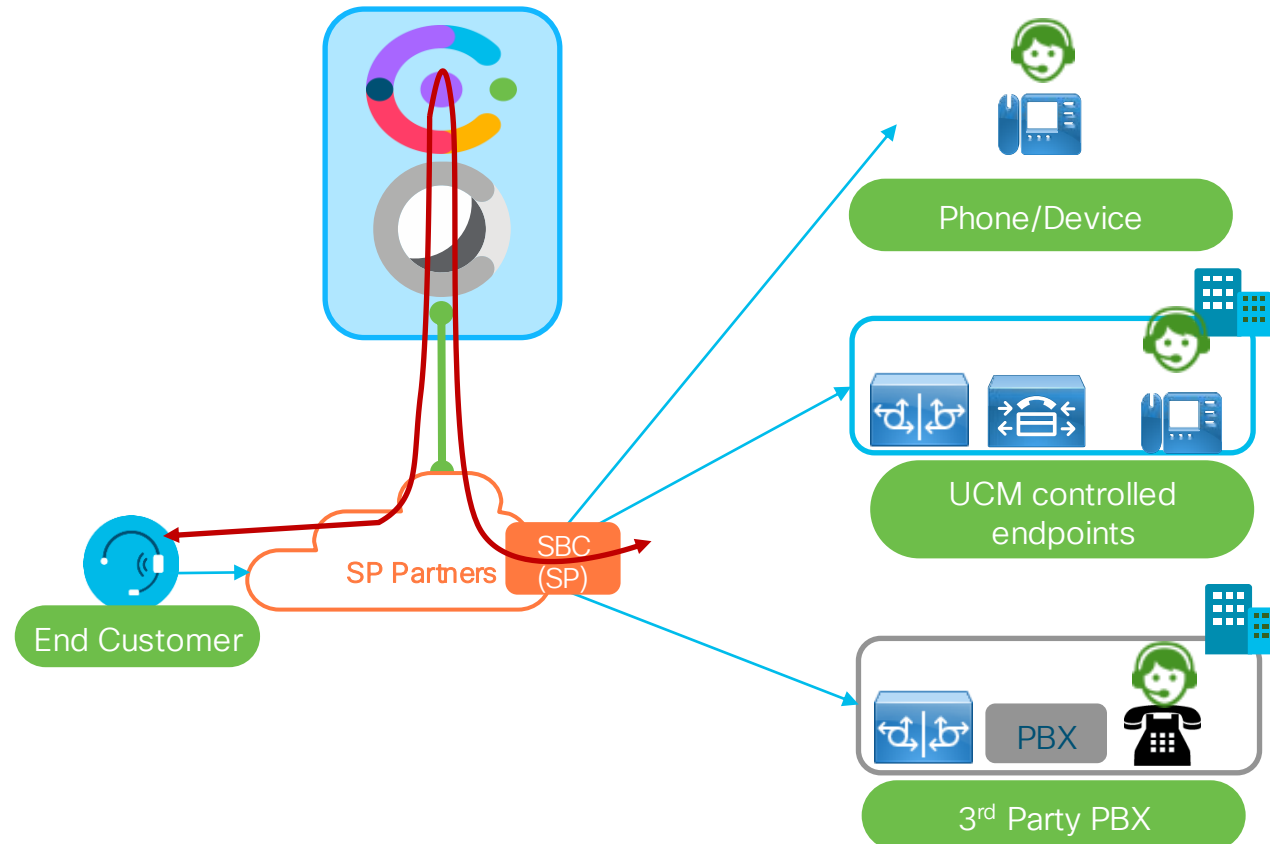 Phone/Device
UCM controlled
endpoints
SBC
(SP)
SP Partners
End Customer
PBX
3rd Party PBX